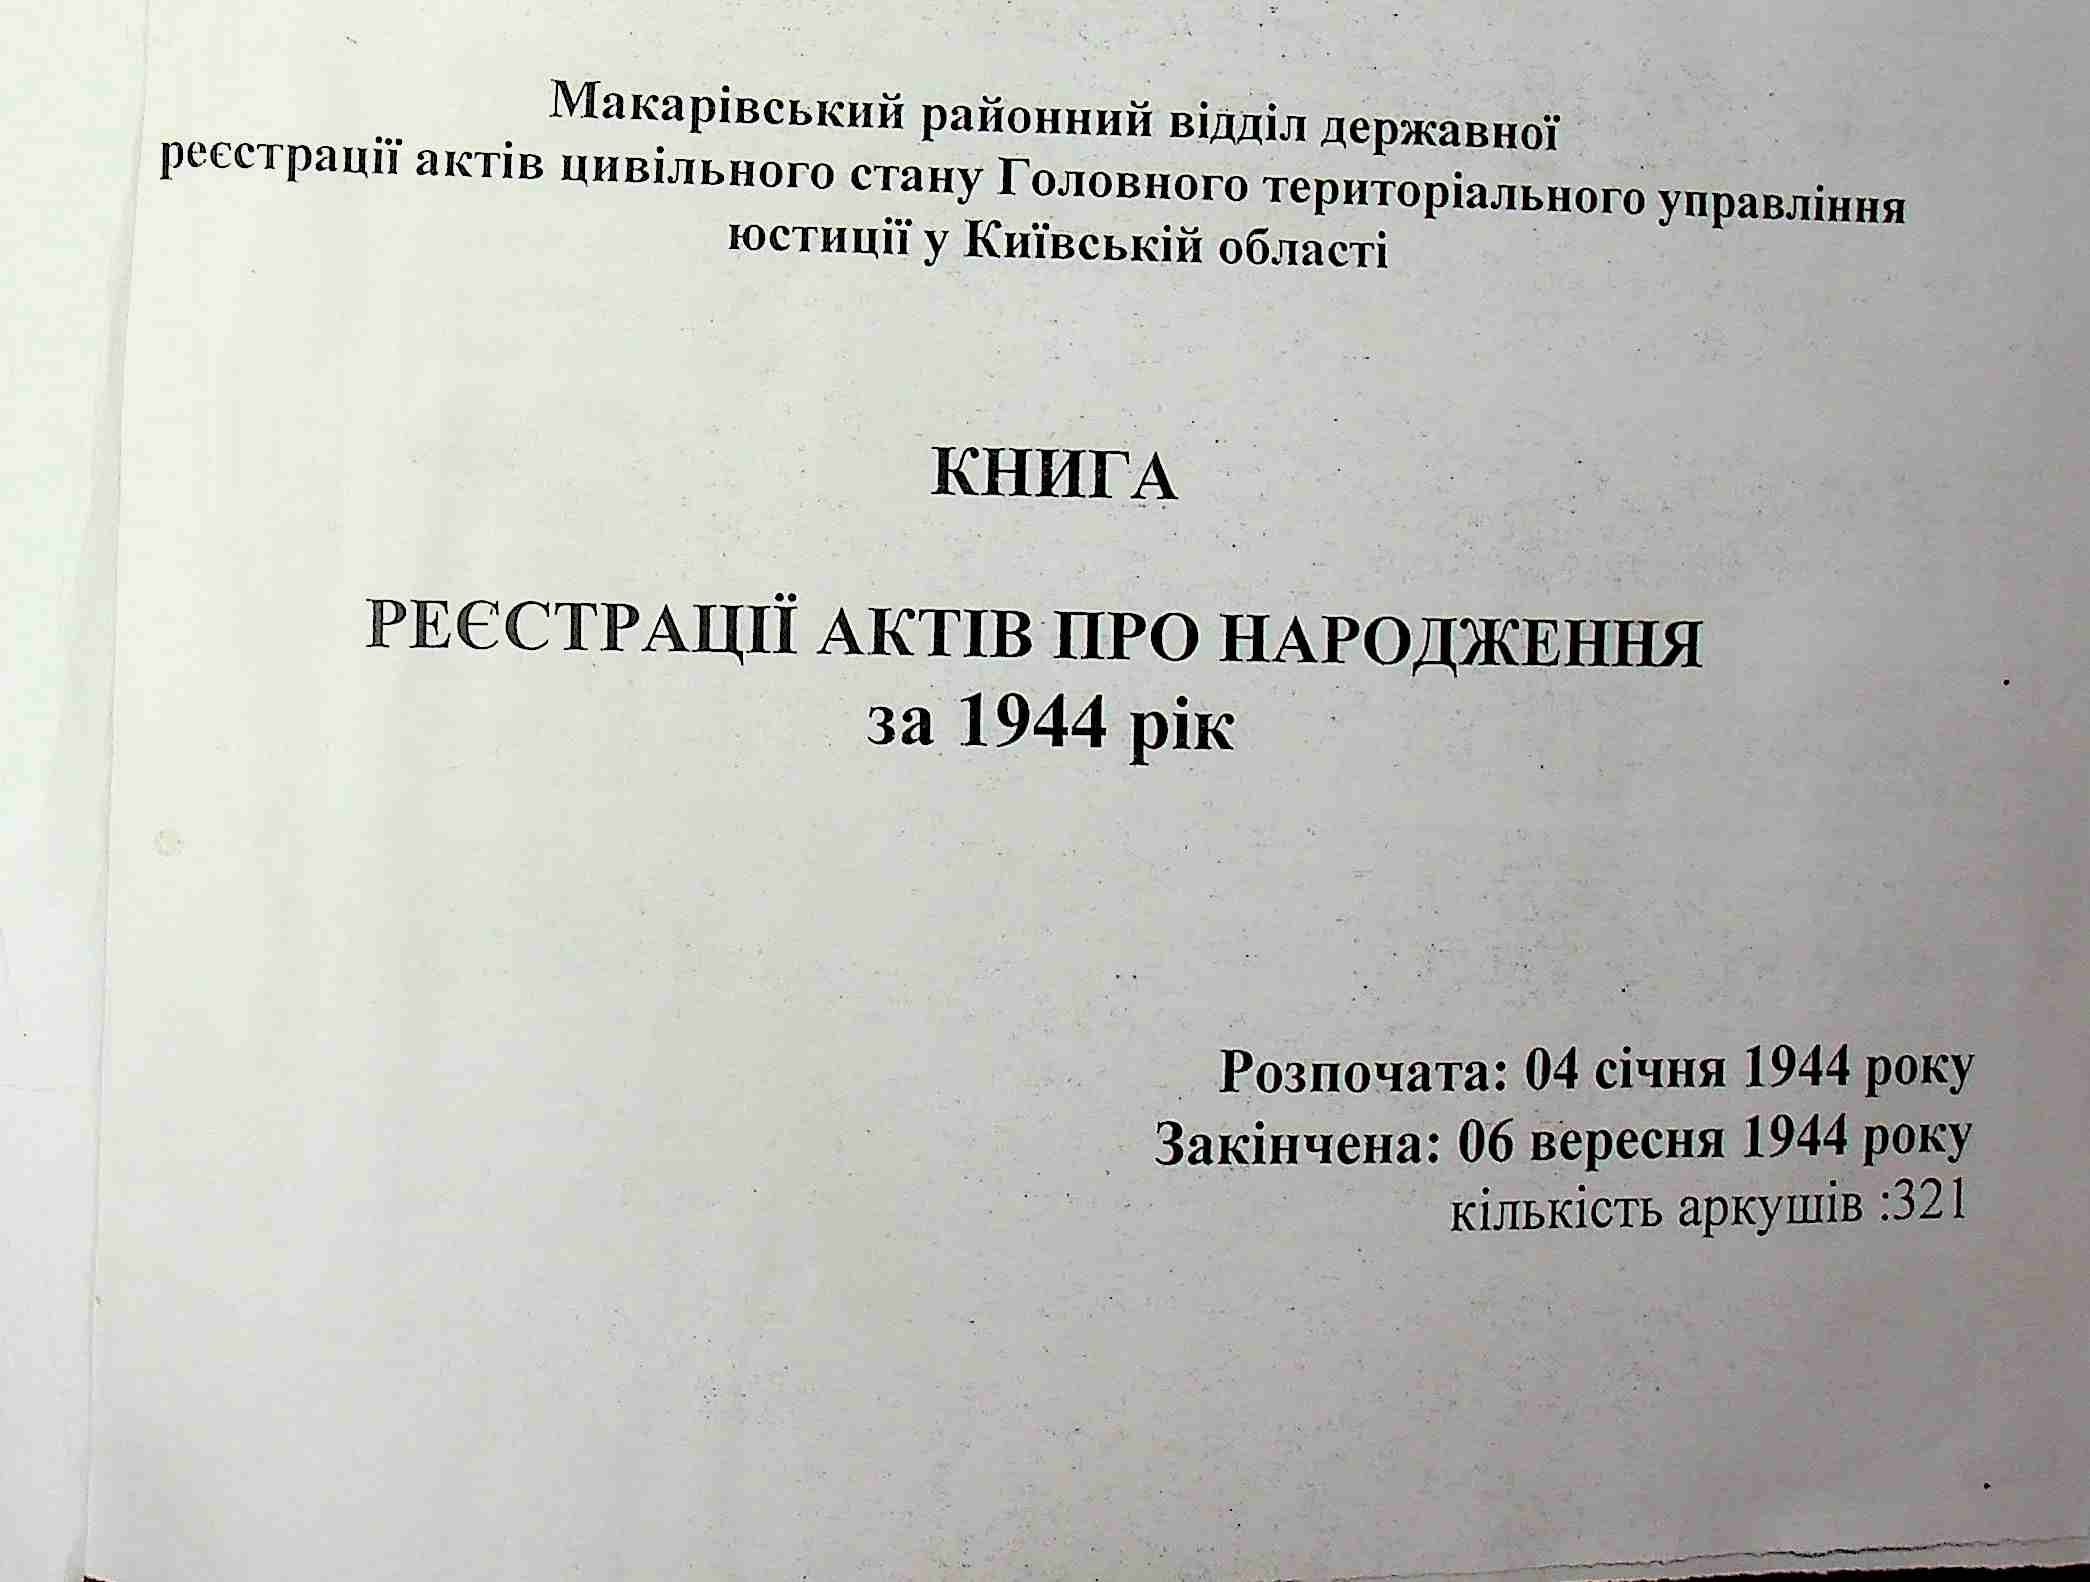 Макарівський районний відділ державної
реєстрації актів цивільного стану Головного територіального управління
юстиції у Київській області
КНИГА
РЕЄСТРАЦІЇ АКТІВ ПРО НАРОДЖЕННЯ
за 1944 рік
Розпочата: 04 січня 1944 року
Закінчена: 06 вересня 1944 року
кількість аркушів :321